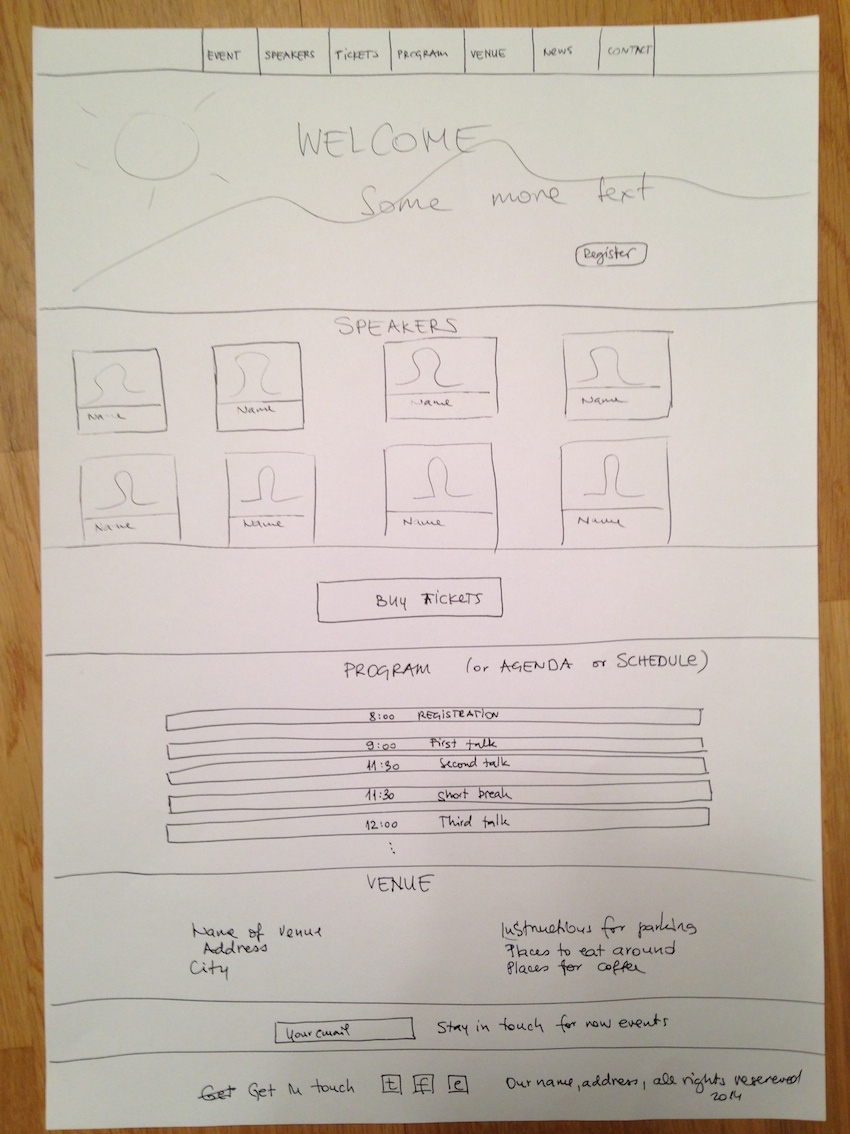 EVENT SPEAKERS TICKETS PROGRAM VENUE NEWS CONTACT
WELCOME
Some more text
Register
SPEAKERS
Name Name Name Name
Name Name Name Name
BUY TICKETS
PROGRAM (or AGENDA or SCHEDULE)
8:00 REGISTRATION
9:00 First talk
11:30 Second talk
11:30 Short break
12:00 Third talk
⋮
VENUE
Name of venue
Address
City
Instructions for parking
Places to eat around
Places for coffee
Your email Stay in touch for new events
Get Get in touch t f e Our name, address, all rights resereved
2014